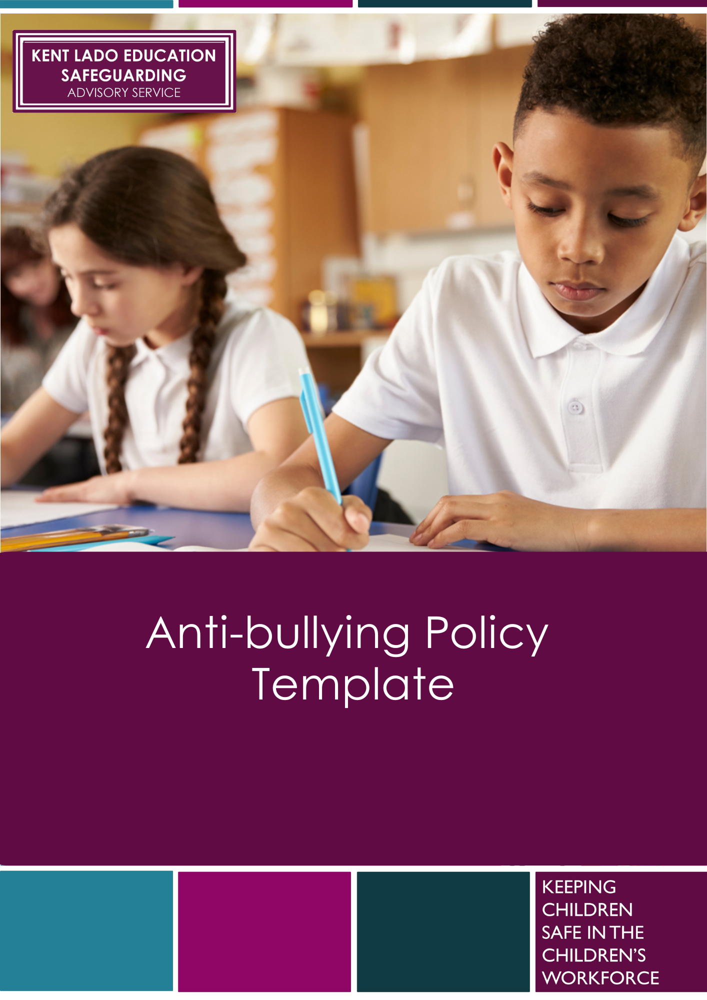 KENT LADO EDUCATION
SAFEGUARDING
ADVISORY SERVICE
Anti-bullying Policy
Template
KEEPING
CHILDREN
SAFE IN THE
CHILDREN'S
WORKFORCE